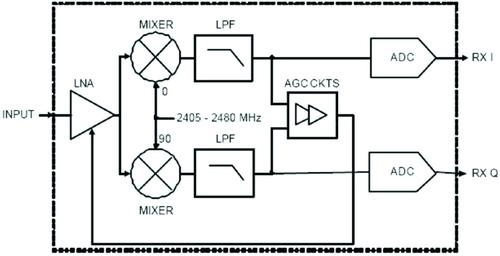 MIXER
LPF
LNA
ADC
RX I
0
AGC CKTS
INPUT
2405 - 2480 MHz
90
LPF
ADC
RX Q
MIXER